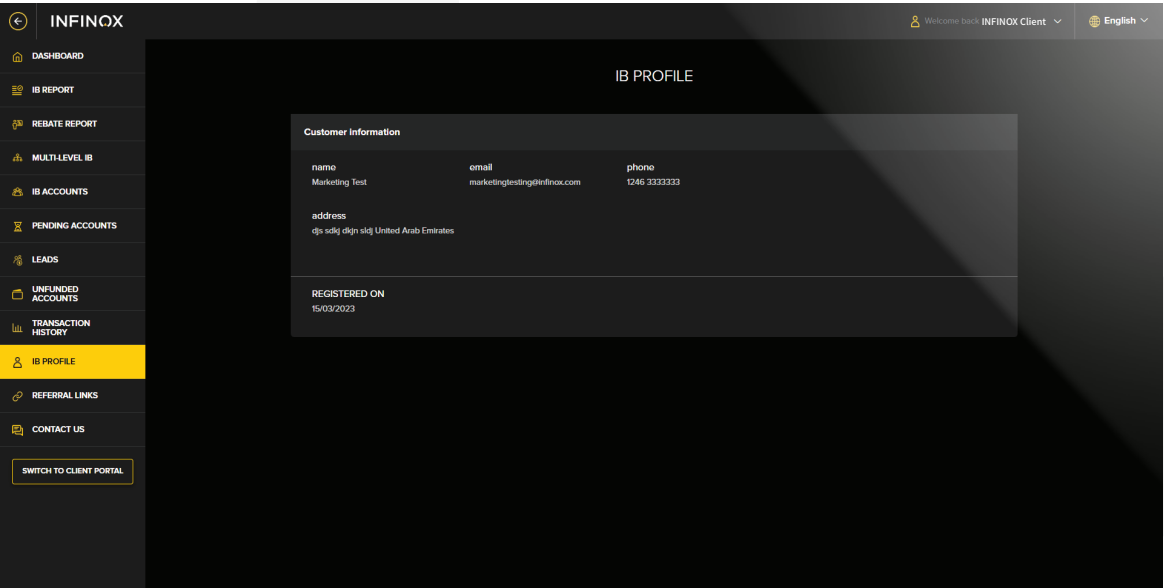 INFINOX
Welcome back INFINOX Client
English
DASHBOARD
IB REPORT
REBATE REPORT
MULTI-LEVEL IB
IB ACCOUNTS
PENDING ACCOUNTS
LEADS
UNFUNDED
ACCOUNTS
TRANSACTION
HISTORY
IB PROFILE
REFERRAL LINKS
CONTACT US
SWITCH TO CLIENT PORTAL
IB PROFILE
Customer information
name email phone
Marketing Test marketingtesting@infinox.com 1246 3333333
address
djs sdkj dkjn sldj United Arab Emirates
REGISTERED ON
15/03/2023